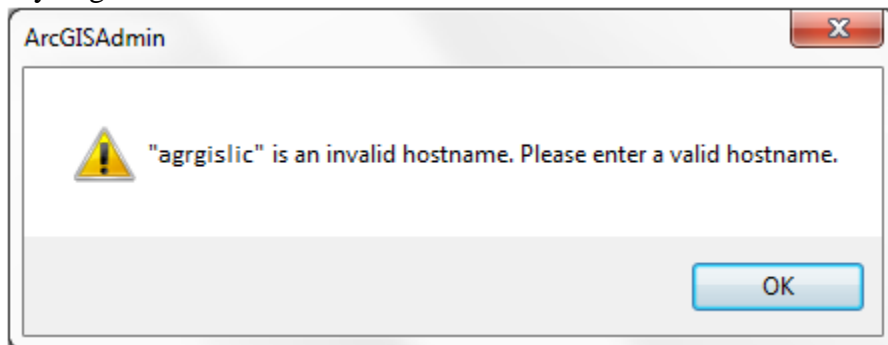 ArcGISAdmin
"agrgislic" is an invalid hostname. Please enter a valid hostname.
OK